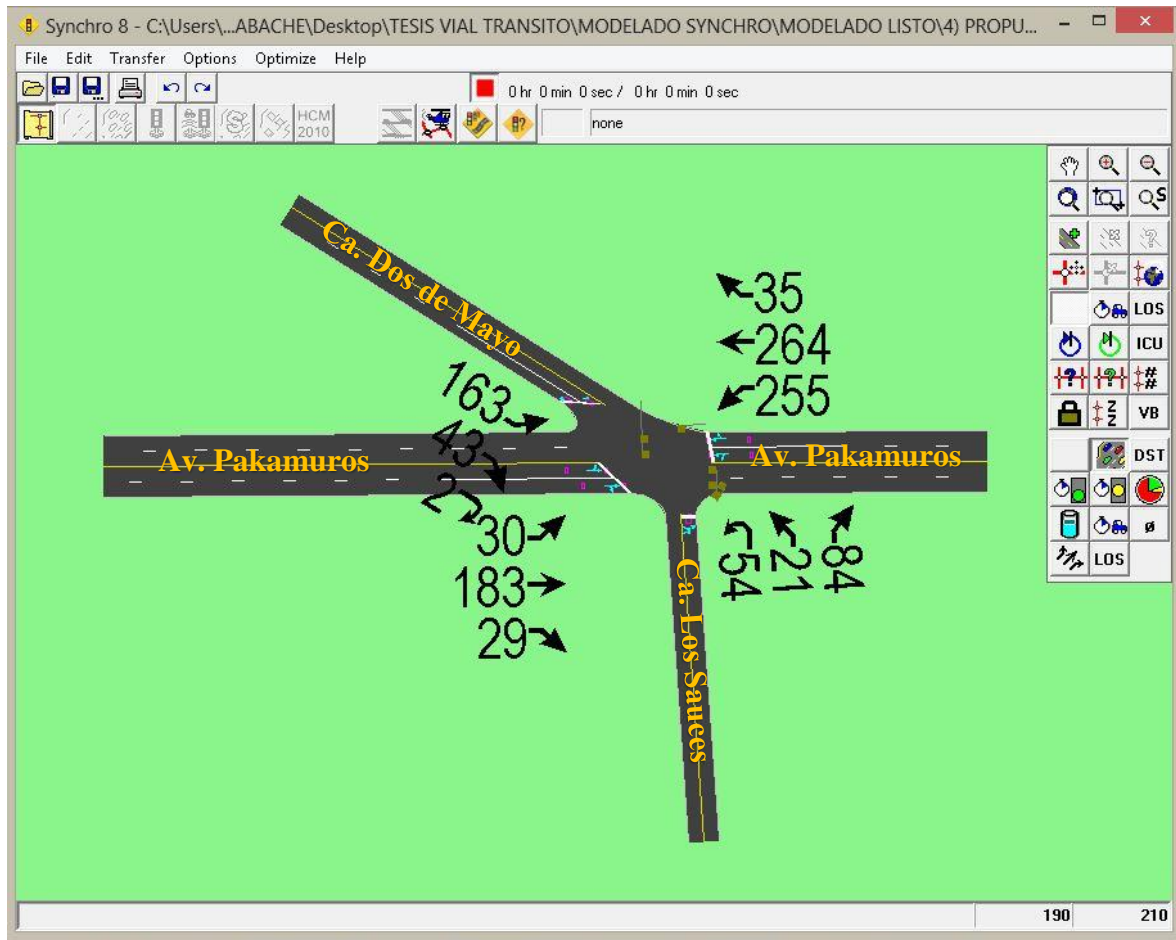 Synchro 8 - C:\Users\...ABACHE\Desktop\TESIS VIAL TRANSITO\MODELADO SYNCHRO\MODELADO LISTO\4) PROPU...
File Edit Transfer Options Optimize Help
0 hr 0 min 0 sec / 0 hr 0 min 0 sec
HCM
2010
none
S
LOS
ICU
#
#
Z
Z
VB
DST
ø
LOS
Ca. Dos de Mayo
35
264
255
163
43
2
Av. Pakamuros
Av. Pakamuros
30
183
29
54
21
84
Ca. Los Sauces
190 210